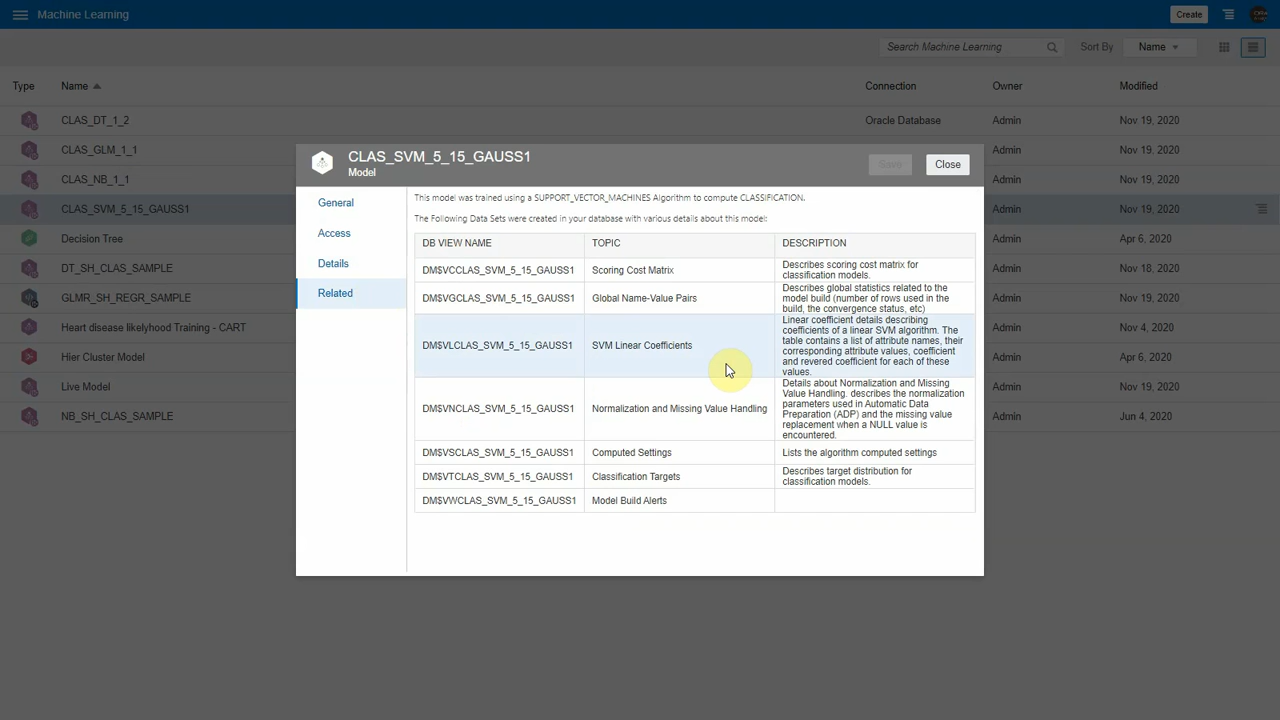 Machine Learning
Create
Search Machine Learning
Sort By
Name
Type
Name
Connection
Owner
Modified
CLAS_DT_1_2
Oracle Database
Admin
Nov 19, 2020
CLAS_GLM_1_1
Admin
Nov 19, 2020
CLAS_NB_1_1
Admin
Nov 19, 2020
CLAS_SVM_5_15_GAUSS1
Admin
Nov 19, 2020
Decision Tree
Admin
Apr 6, 2020
DT_SH_CLAS_SAMPLE
Admin
Nov 19, 2020
GLMR_SH_REGR_SAMPLE
Admin
Nov 18, 2020
Heart disease likelyhood Training - CART
Admin
Nov 4, 2020
Hier Cluster Model
Admin
Apr 6, 2020
Live Model
Admin
Nov 19, 2020
NB_SH_CLAS_SAMPLE
Admin
Jun 4, 2020
CLAS_SVM_5_15_GAUSS1
Model
Save
Close
General
Access
Details
Related
This model was trained using a SUPPORT_VECTOR_MACHINES Algorithm to compute CLASSIFICATION.
The Following Data Sets were created in your database with various details about this model:
DB VIEW NAME
TOPIC
DESCRIPTION
DM$VCCLAS_SVM_5_15_GAUSS1
Scoring Cost Matrix
Describes scoring cost matrix for
classification models.
DM$VGCLAS_SVM_5_15_GAUSS1
Global Name-Value Pairs
Describes global statistics related to the
model build (number of rows used in the
build, the convergence status, etc)
DM$VLCLAS_SVM_5_15_GAUSS1
SVM Linear Coefficients
Linear coefficient details describing
coefficients of a linear SVM algorithm. The
table contains a list of attribute names, their
corresponding attribute values, coefficient
and revered coefficient for each of these
values.
DM$VNCLAS_SVM_5_15_GAUSS1
Normalization and Missing Value Handling
Details about Normalization and Missing
Value Handling. describes the normalization
parameters used in Automatic Data
Preparation (ADP) and the missing value
replacement when a NULL value is
encountered.
DM$VSCLAS_SVM_5_15_GAUSS1
Computed Settings
Lists the algorithm computed settings
DM$VTCLAS_SVM_5_15_GAUSS1
Classification Targets
Describes target distribution for
classification models.
DM$VWCLAS_SVM_5_15_GAUSS1
Model Build Alerts